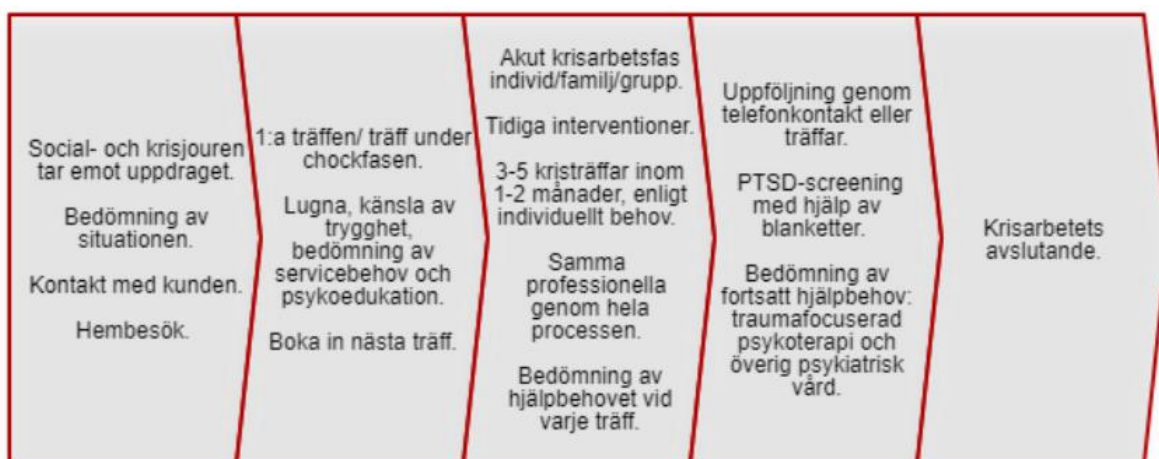 Social- och krisjouren
tar emot uppdraget.
Bedömning av
situationen.
Kontakt med kunden.
Hembesök.
1:a träffen/ träff under
chockfasen.
Lugna, känsla av
trygghet,
bedömning av
servicebehov och
psykoedukation.
Boka in nästa träff.
Akut krisarbetsfas
individ/familj/grupp.
Tidiga interventioner.
3-5 kristräffar inom
1-2 månader, enligt
individuellt behov.
Samma
professionella
genom hela
processen.
Bedömning av
hjälpbehovet vid
varje träff.
Uppföljning genom
telefonkontakt eller
träffar.
PTSD-screening
med hjälp av
blanketter.
Bedömning av
fortsatt hjälpbehov:
traumafocuserad
psykoterapi och
överig psykiatrisk
vård.
Krisarbetets
avslutande.